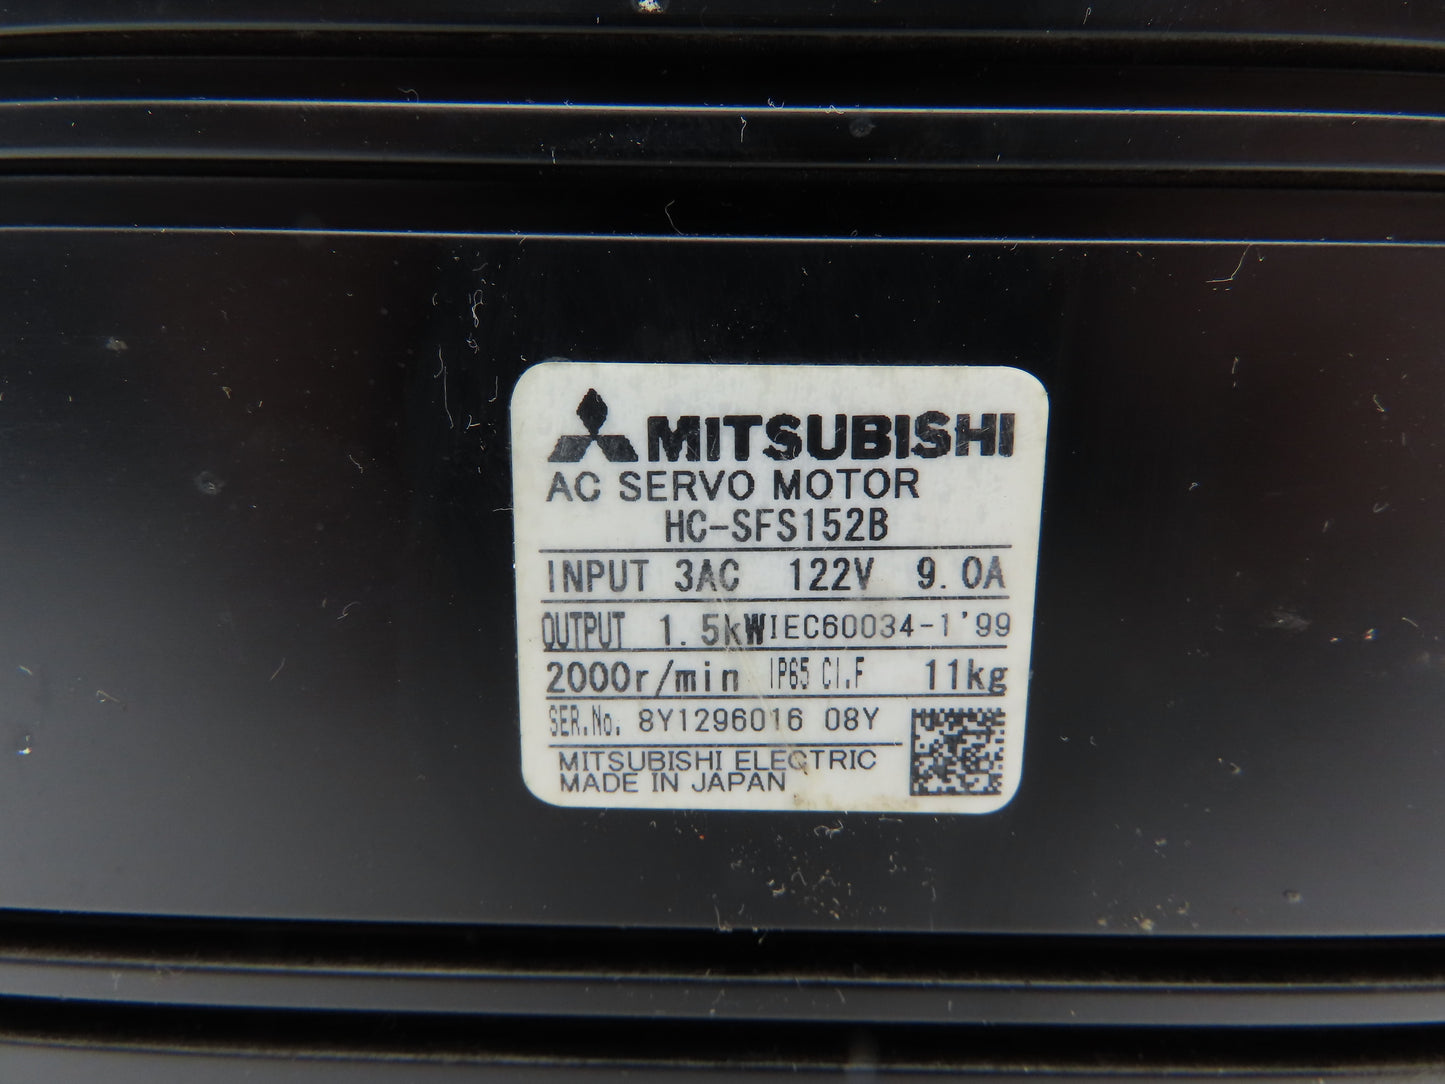 MITSUBISHI
AC SERVO MOTOR
HC-SFS152B
INPUT 3AC 122V 9.0A
OUTPUT 1.5kW IEC60034-1'99
2000r/min IP65 Cl.F 11kg
SER.No. 8Y1296016 08Y
MITSUBISHI ELECTRIC
MADE IN JAPAN